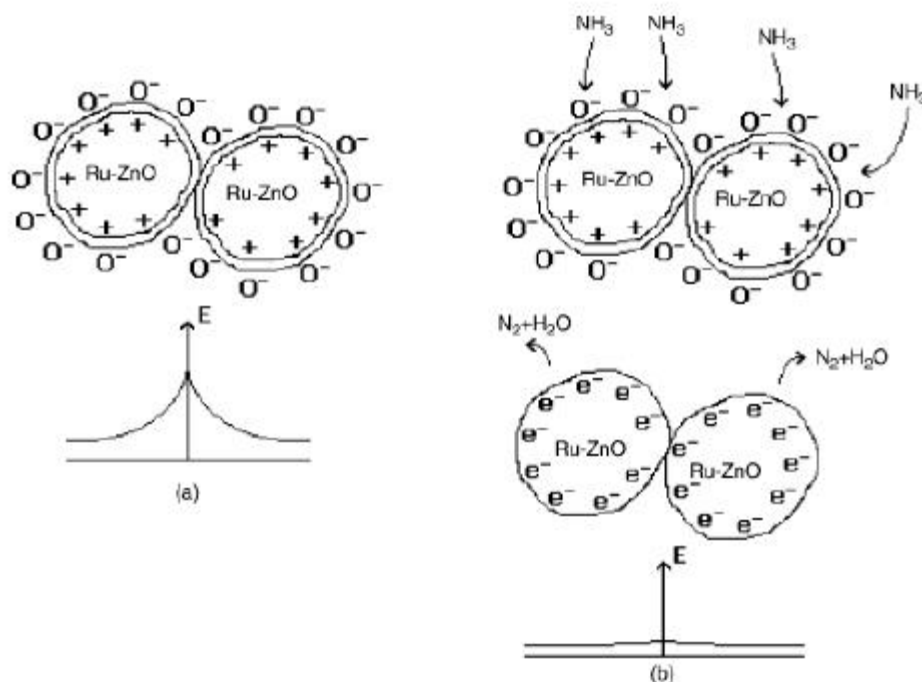 O⁻ O⁻
O⁻ O⁻
O⁻ O⁻ O⁻ O⁻
+ + + + O⁻
+ Ru-ZnO + + + +
O⁻ + + Ru-ZnO + O⁻
O⁻ + + + + + O⁻
O⁻ O⁻ O⁻ + + +
O⁻ O⁻ O⁻
E
(a)
NH₃ NH₃ NH₃
NH₃
O⁻ O⁻ O⁻
O⁻ O⁻ O⁻ O⁻
+ + + + O⁻
O⁻ + Ru-ZnO + + + +
+ + Ru-ZnO + O⁻
O⁻ + + + + + O⁻
O⁻ O⁻ O⁻ + +
O⁻ O⁻ O⁻
N₂+H₂O
N₂+H₂O
e⁻ e⁻ e⁻ e⁻ e⁻
e⁻ e⁻ e⁻ e⁻
Ru-ZnO Ru-ZnO e⁻
e⁻ e⁻ e⁻ e⁻
e⁻ e⁻ e⁻ e⁻
E
(b)